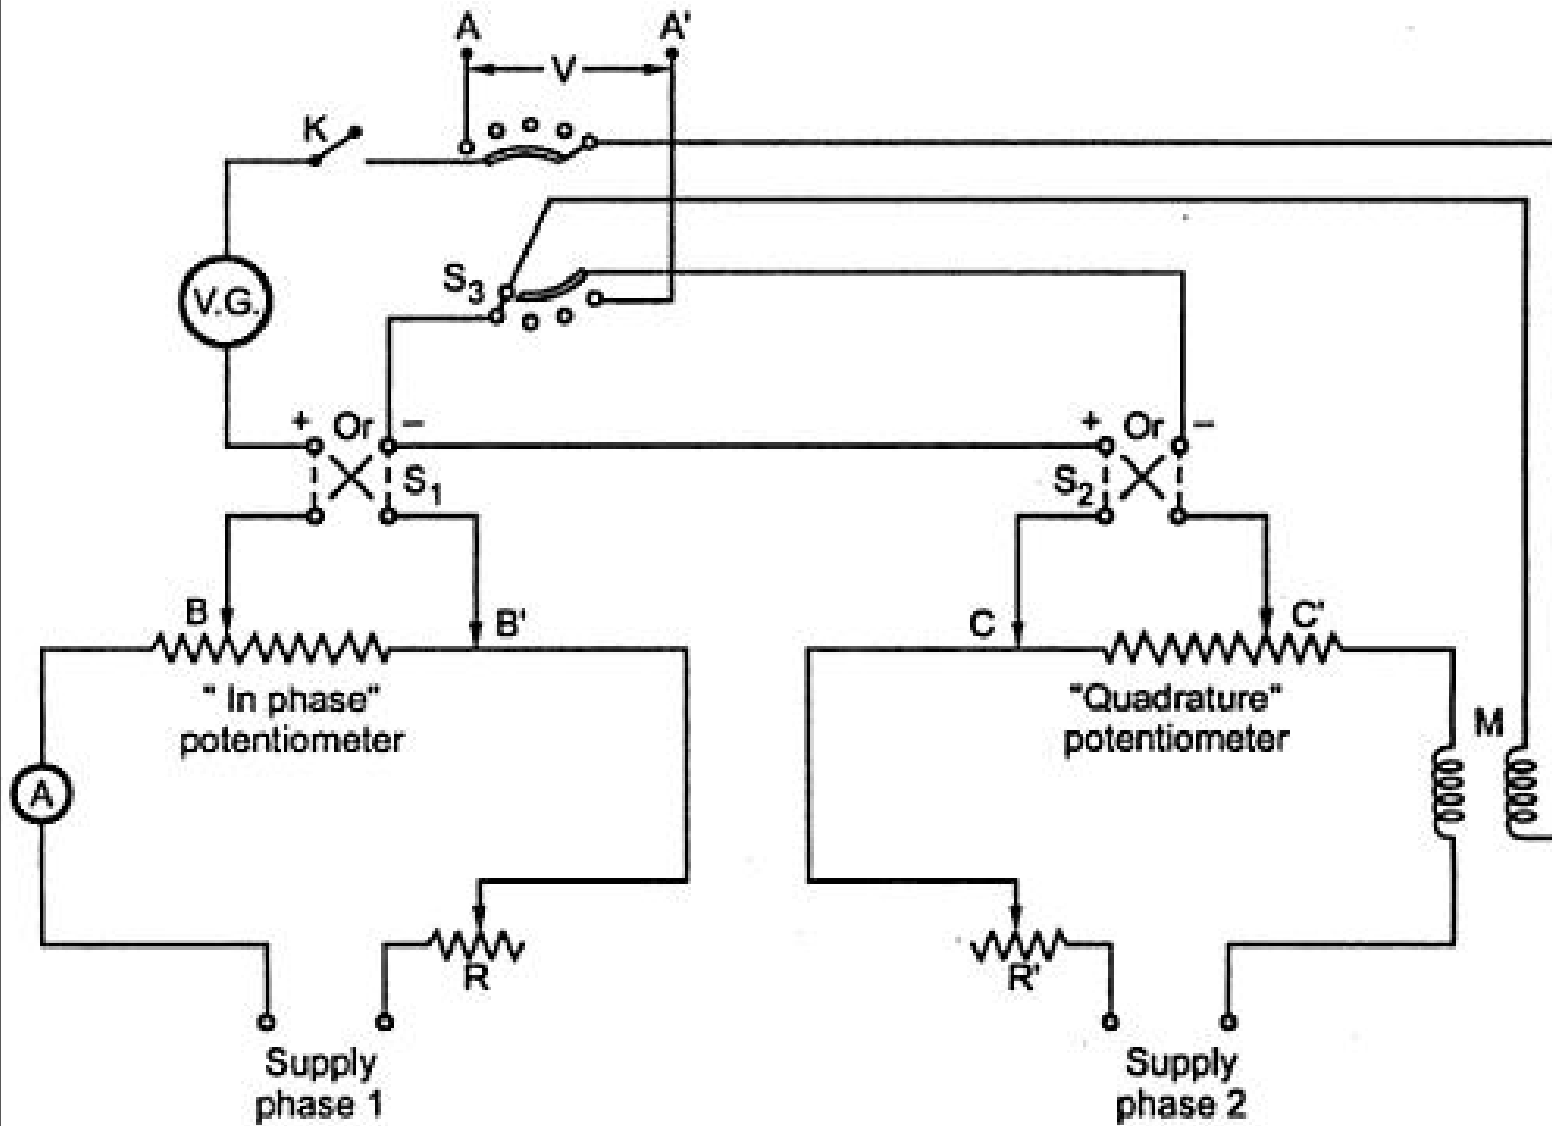 A
A'
V
K
S3
V.G.
+ Or –
+ Or –
S1
S2
B
B'
C
C'
" In phase"
potentiometer
"Quadrature"
potentiometer
M
A
R
R'
Supply
phase 1
Supply
phase 2